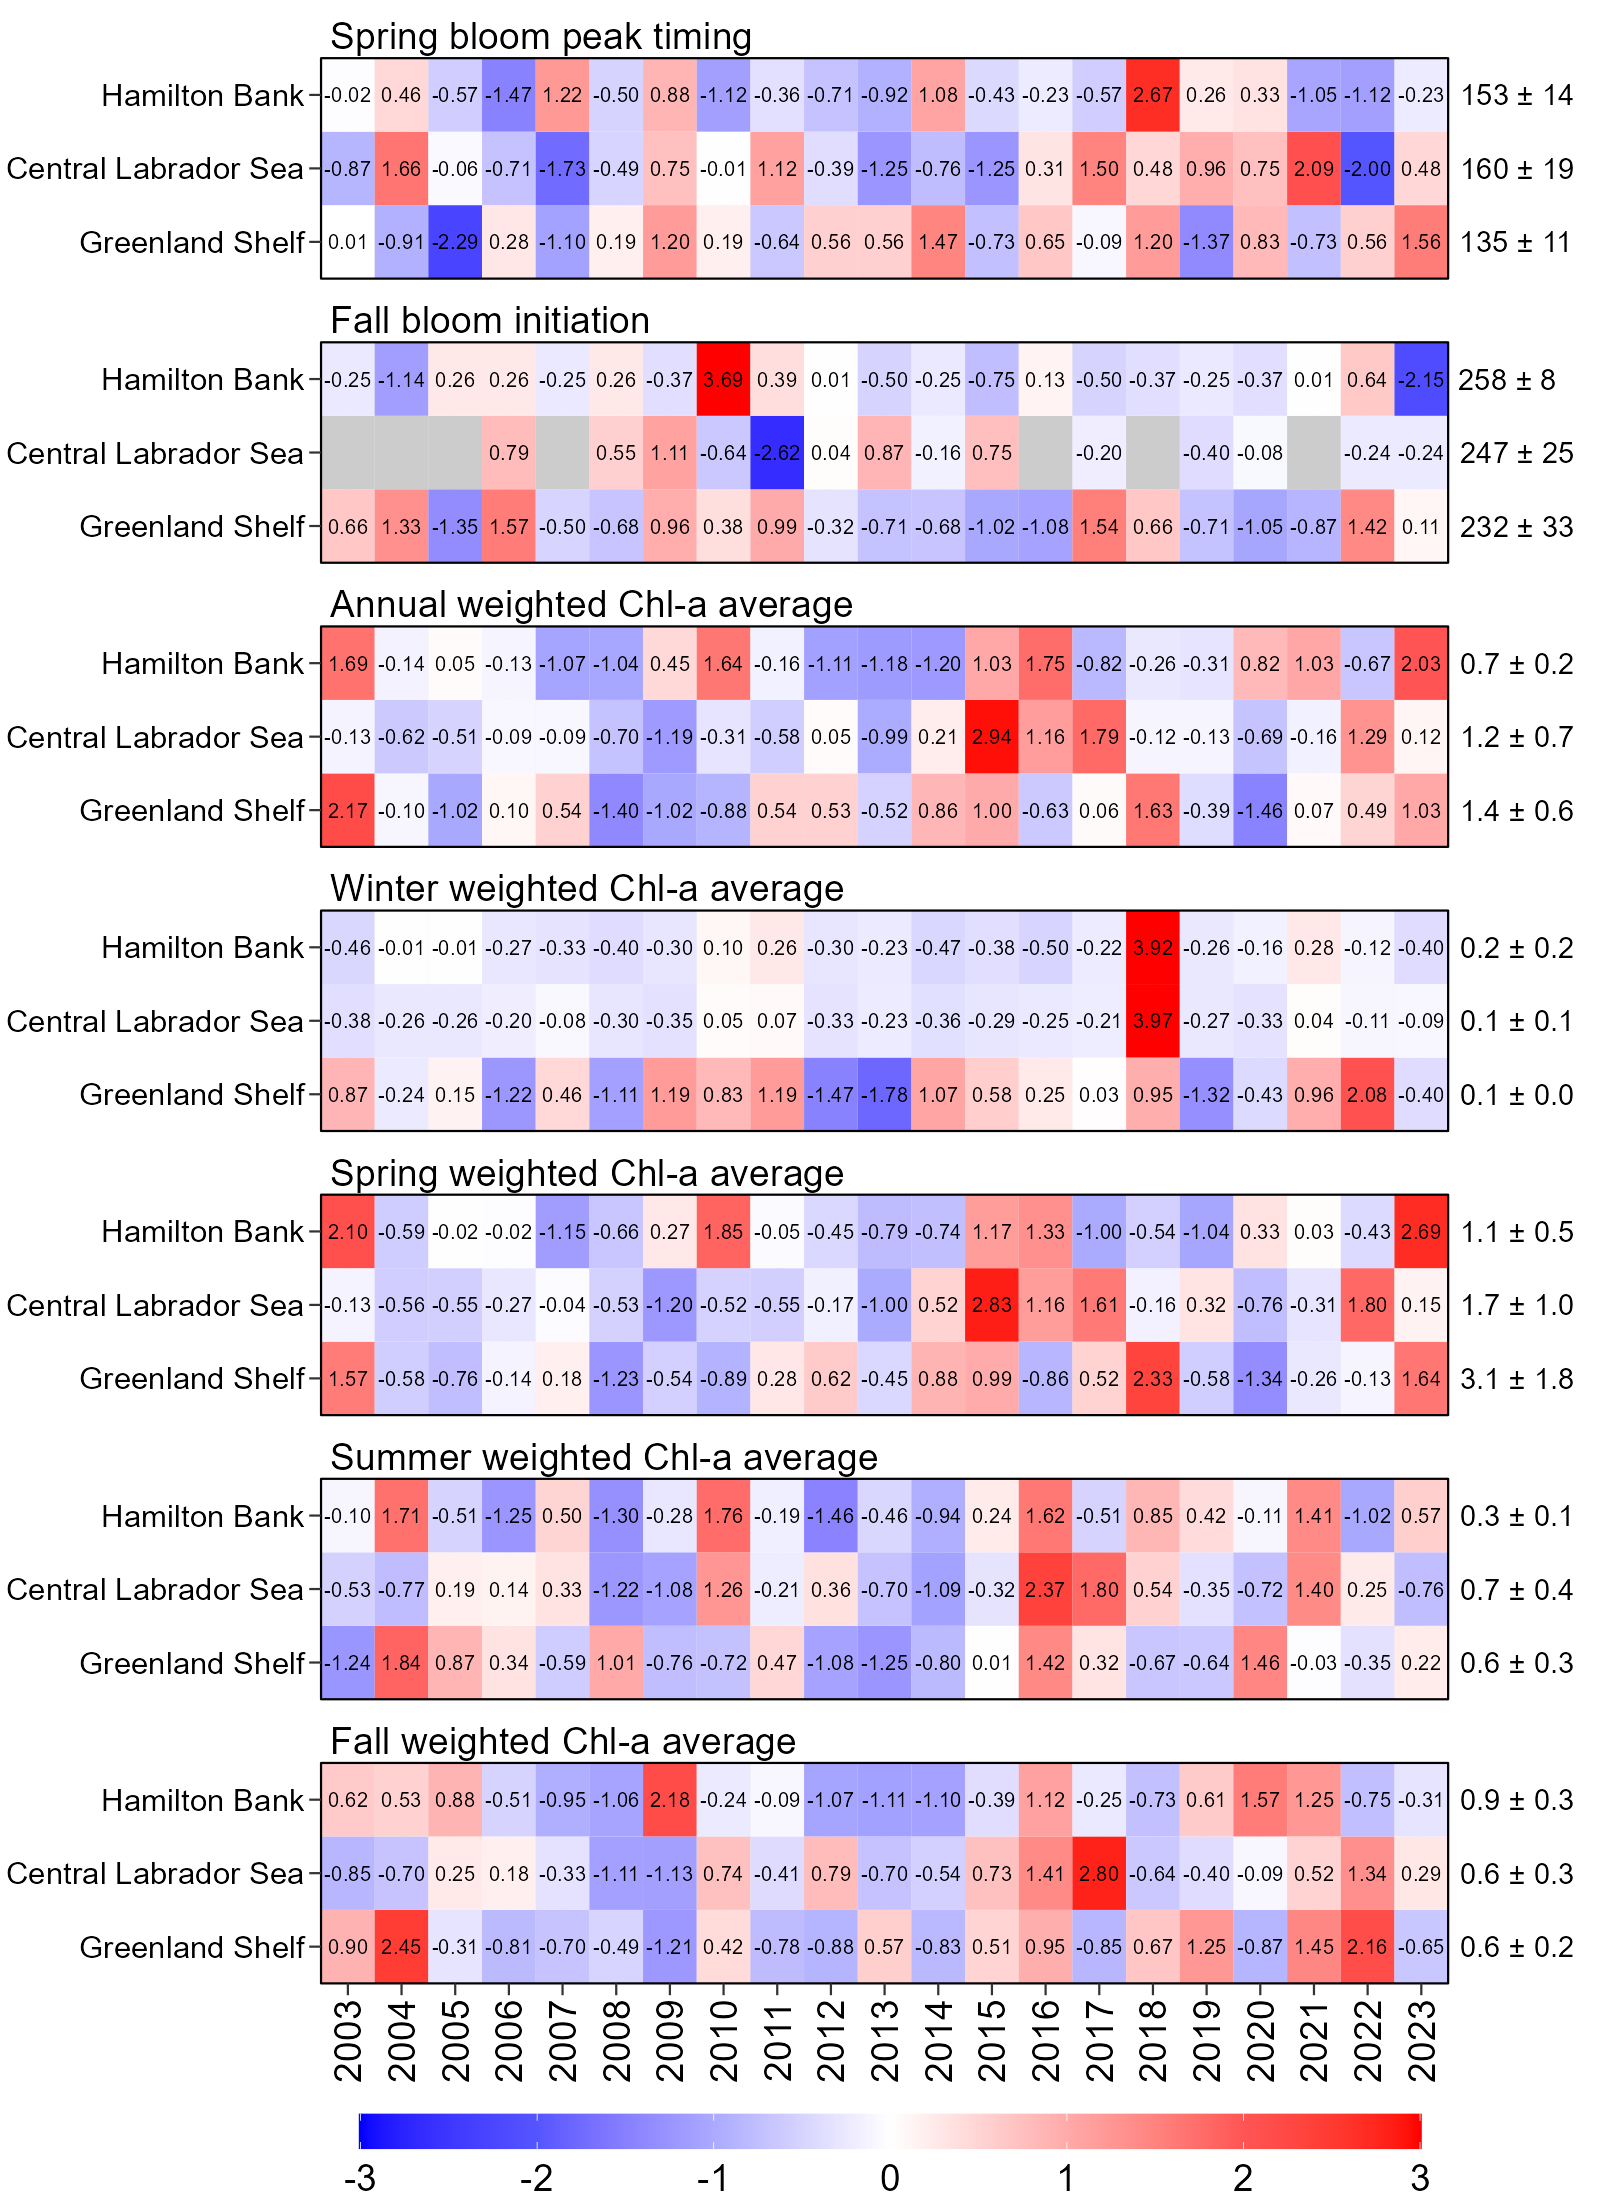 Spring bloom peak timing
Hamilton Bank -0.02 0.46 -0.57 -1.47 1.22 -0.50 0.88 -1.12 -0.36 -0.71 -0.92 1.08 -0.43 -0.23 -0.57 2.67 0.26 0.33 -1.05 -1.12 -0.23 153 ± 14
Central Labrador Sea -0.87 1.66 -0.06 -0.71 -1.73 -0.49 0.75 -0.01 1.12 -0.39 -1.25 -0.76 -1.25 0.31 1.50 0.48 0.96 0.75 2.09 -2.00 0.48 160 ± 19
Greenland Shelf 0.01 -0.91 -2.29 0.28 -1.10 0.19 1.20 0.19 -0.64 0.56 0.56 1.47 -0.73 0.65 -0.09 1.20 -1.37 0.83 -0.73 0.56 1.56 135 ± 11
Fall bloom initiation
Hamilton Bank -0.25 -1.14 0.26 0.26 -0.25 0.26 -0.37 3.69 0.39 0.01 -0.50 -0.25 -0.75 0.13 -0.50 -0.37 -0.25 -0.37 0.01 0.64 -2.15 258 ± 8
Central Labrador Sea 0.79 0.55 1.11 -0.64 -2.62 0.04 0.87 -0.16 0.75 -0.20 -0.40 -0.08 -0.24 -0.24 247 ± 25
Greenland Shelf 0.66 1.33 -1.35 1.57 -0.50 -0.68 0.96 0.38 0.99 -0.32 -0.71 -0.68 -1.02 -1.08 1.54 0.66 -0.71 -1.05 -0.87 1.42 0.11 232 ± 33
Annual weighted Chl-a average
Hamilton Bank 1.69 -0.14 0.05 -0.13 -1.07 -1.04 0.45 1.64 -0.16 -1.11 -1.18 -1.20 1.03 1.75 -0.82 -0.26 -0.31 0.82 1.03 -0.67 2.03 0.7 ± 0.2
Central Labrador Sea -0.13 -0.62 -0.51 -0.09 -0.09 -0.70 -1.19 -0.31 -0.58 0.05 -0.99 0.21 2.94 1.16 1.79 -0.12 -0.13 -0.69 -0.16 1.29 0.12 1.2 ± 0.7
Greenland Shelf 2.17 -0.10 -1.02 0.10 0.54 -1.40 -1.02 -0.88 0.54 0.53 -0.52 0.86 1.00 -0.63 0.06 1.63 -0.39 -1.46 0.07 0.49 1.03 1.4 ± 0.6
Winter weighted Chl-a average
Hamilton Bank -0.46 -0.01 -0.01 -0.27 -0.33 -0.40 -0.30 0.10 0.26 -0.30 -0.23 -0.47 -0.38 -0.50 -0.22 3.92 -0.26 -0.16 0.28 -0.12 -0.40 0.2 ± 0.2
Central Labrador Sea -0.38 -0.26 -0.26 -0.20 -0.08 -0.30 -0.35 0.05 0.07 -0.33 -0.23 -0.36 -0.29 -0.25 -0.21 3.97 -0.27 -0.33 0.04 -0.11 -0.09 0.1 ± 0.1
Greenland Shelf 0.87 -0.24 0.15 -1.22 0.46 -1.11 1.19 0.83 1.19 -1.47 -1.78 1.07 0.58 0.25 0.03 0.95 -1.32 -0.43 0.96 2.08 -0.40 0.1 ± 0.0
Spring weighted Chl-a average
Hamilton Bank 2.10 -0.59 -0.02 -0.02 -1.15 -0.66 0.27 1.85 -0.05 -0.45 -0.79 -0.74 1.17 1.33 -1.00 -0.54 -1.04 0.33 0.03 -0.43 2.69 1.1 ± 0.5
Central Labrador Sea -0.13 -0.56 -0.55 -0.27 -0.04 -0.53 -1.20 -0.52 -0.55 -0.17 -1.00 0.52 2.83 1.16 1.61 -0.16 0.32 -0.76 -0.31 1.80 0.15 1.7 ± 1.0
Greenland Shelf 1.57 -0.58 -0.76 -0.14 0.18 -1.23 -0.54 -0.89 0.28 0.62 -0.45 0.88 0.99 -0.86 0.52 2.33 -0.58 -1.34 -0.26 -0.13 1.64 3.1 ± 1.8
Summer weighted Chl-a average
Hamilton Bank -0.10 1.71 -0.51 -1.25 0.50 -1.30 -0.28 1.76 -0.19 -1.46 -0.46 -0.94 0.24 1.62 -0.51 0.85 0.42 -0.11 1.41 -1.02 0.57 0.3 ± 0.1
Central Labrador Sea -0.53 -0.77 0.19 0.14 0.33 -1.22 -1.08 1.26 -0.21 0.36 -0.70 -1.09 -0.32 2.37 1.80 0.54 -0.35 -0.72 1.40 0.25 -0.76 0.7 ± 0.4
Greenland Shelf -1.24 1.84 0.87 0.34 -0.59 1.01 -0.76 -0.72 0.47 -1.08 -1.25 -0.80 0.01 1.42 0.32 -0.67 -0.64 1.46 -0.03 -0.35 0.22 0.6 ± 0.3
Fall weighted Chl-a average
Hamilton Bank 0.62 0.53 0.88 -0.51 -0.95 -1.06 2.18 -0.24 -0.09 -1.07 -1.11 -1.10 -0.39 1.12 -0.25 -0.73 0.61 1.57 1.25 -0.75 -0.31 0.9 ± 0.3
Central Labrador Sea -0.85 -0.70 0.25 0.18 -0.33 -1.11 -1.13 0.74 -0.41 0.79 -0.70 -0.54 0.73 1.41 2.80 -0.64 -0.40 -0.09 0.52 1.34 0.29 0.6 ± 0.3
Greenland Shelf 0.90 2.45 -0.31 -0.81 -0.70 -0.49 -1.21 0.42 -0.78 -0.88 0.57 -0.83 0.51 0.95 -0.85 0.67 1.25 -0.87 1.45 2.16 -0.65 0.6 ± 0.2
2003 2004 2005 2006 2007 2008 2009 2010 2011 2012 2013 2014 2015 2016 2017 2018 2019 2020 2021 2022 2023
-3 -2 -1 0 1 2 3